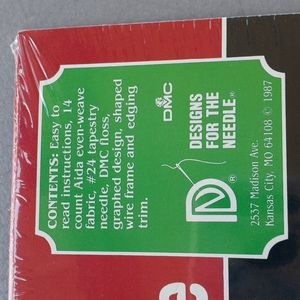 CONTENTS: Easy to
read instructions, 14
count Aida even-weave
fabric, #24 tapestry
needle, DMC floss,
graphed design, shaped
wire frame and edging
trim.
DMC
DESIGNS
FOR THE
NEEDLE®
2537 Madison Ave.
Kansas City, MO 64108 © 1987